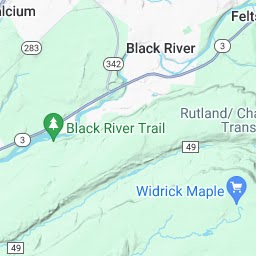 alcium
Felts
Black River
3
283
342
Rutland/ Cha
Trans
Black River Trail
3
49
Widrick Maple
49